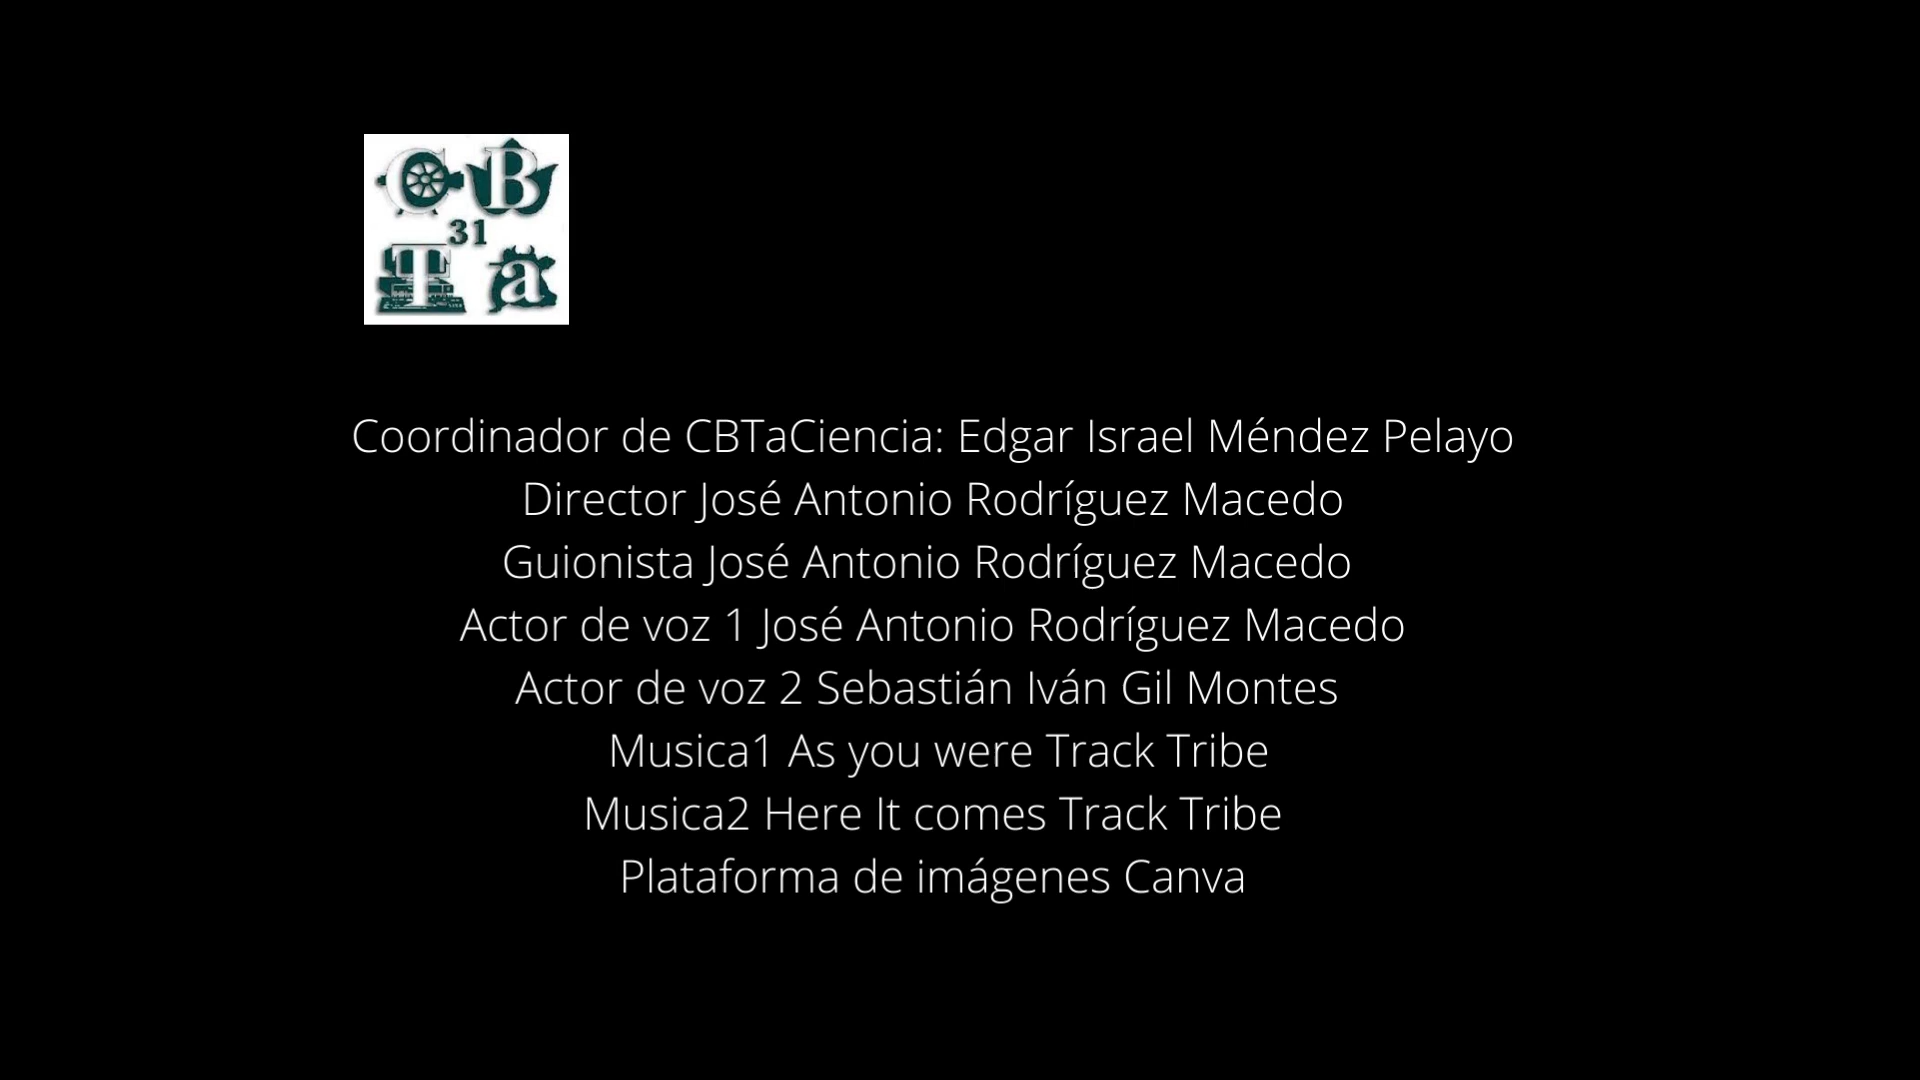 C B
31
T a
Coordinador de CBTaCiencia: Edgar Israel Méndez Pelayo
Director José Antonio Rodríguez Macedo
Guionista José Antonio Rodríguez Macedo
Actor de voz 1 José Antonio Rodríguez Macedo
Actor de voz 2 Sebastián Iván Gil Montes
Musica1 As you were Track Tribe
Musica2 Here It comes Track Tribe
Plataforma de imágenes Canva